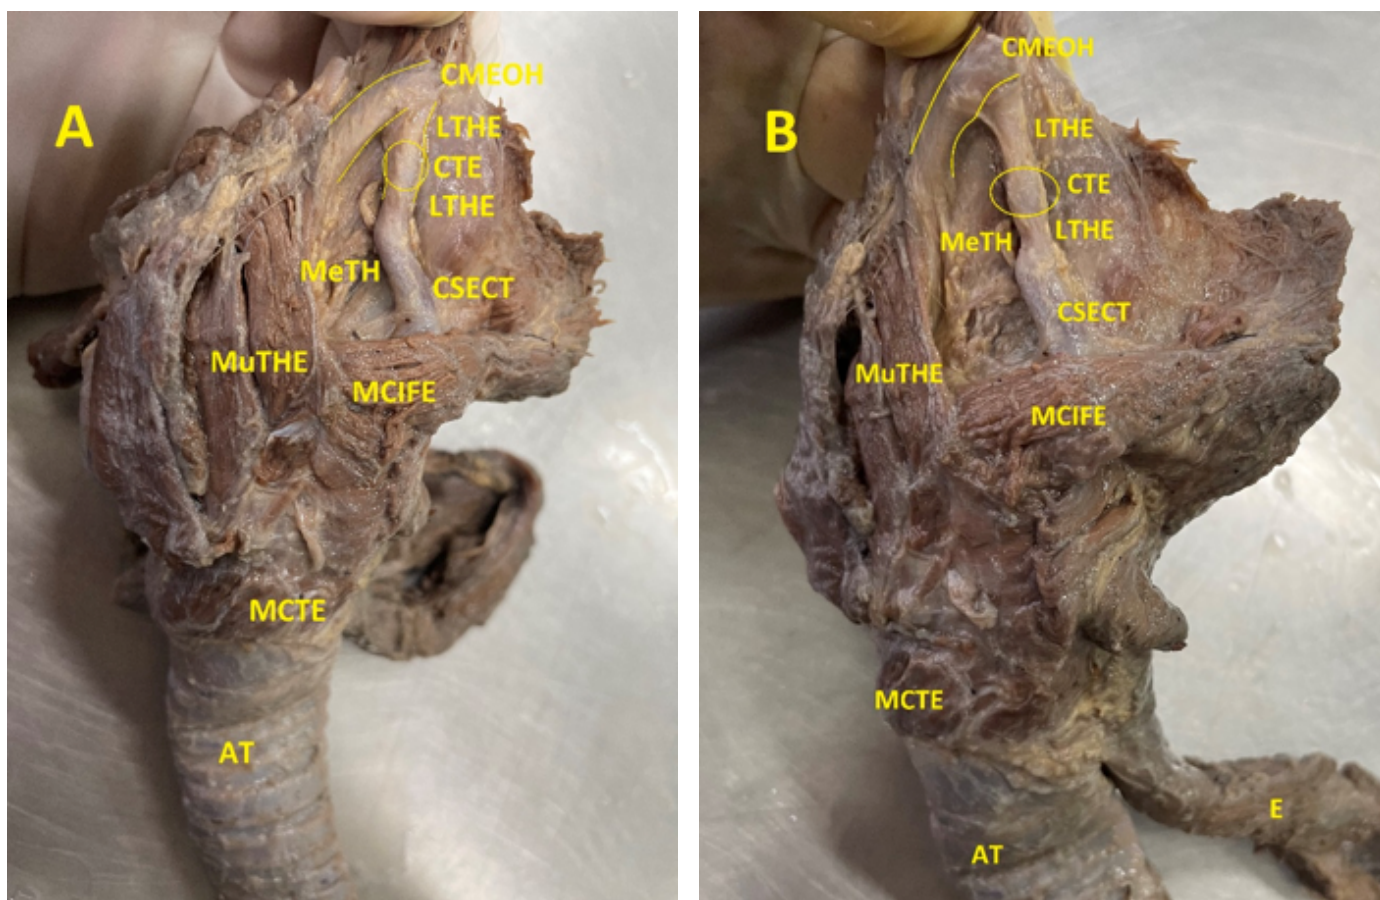 A
CMEOH
LTHE
CTE
LTHE
MeTH
CSECT
MuTHE
MCIFE
MCTE
AT
B
CMEOH
LTHE
CTE
LTHE
MeTH
CSECT
MuTHE
MCIFE
MCTE
E
AT